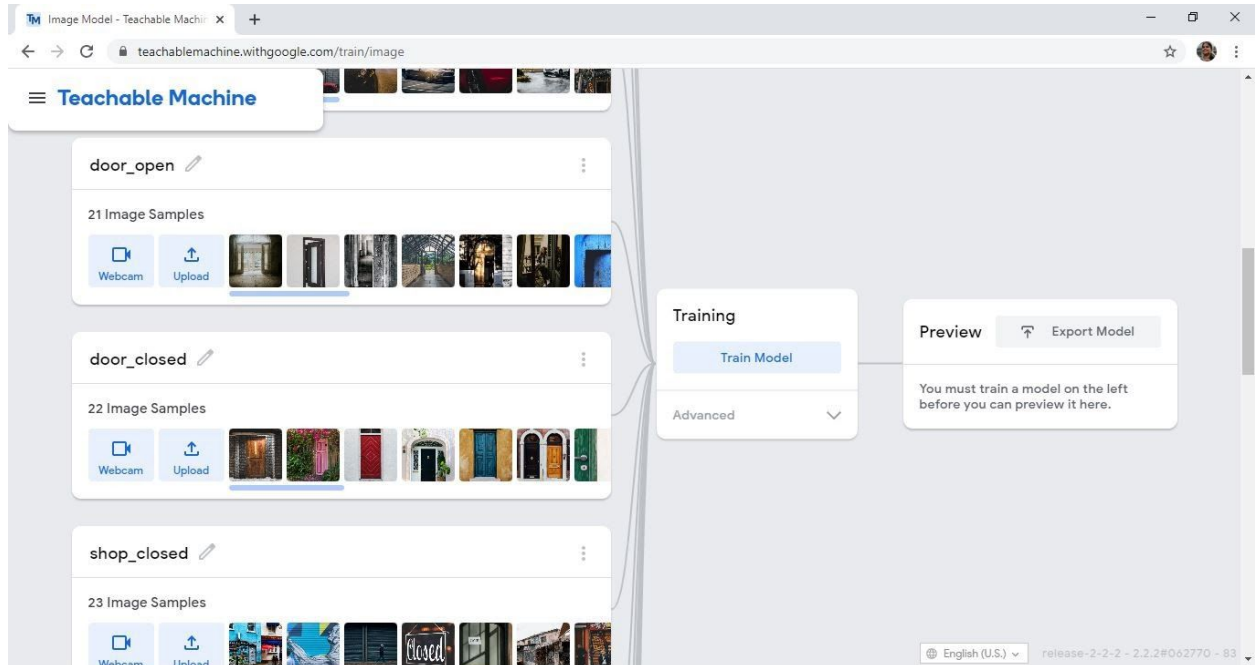 Image Model - Teachable Machin
teachablemachine.withgoogle.com/train/image
Teachable Machine
door_open
21 Image Samples
Webcam
Upload
door_closed
22 Image Samples
Webcam
Upload
shop_closed
23 Image Samples
Webcam
Upload
Closed
Training
Train Model
Advanced
Preview
Export Model
You must train a model on the left
before you can preview it here.
English (U.S.)
release-2-2-2 - 2.2.2#062770 - 83